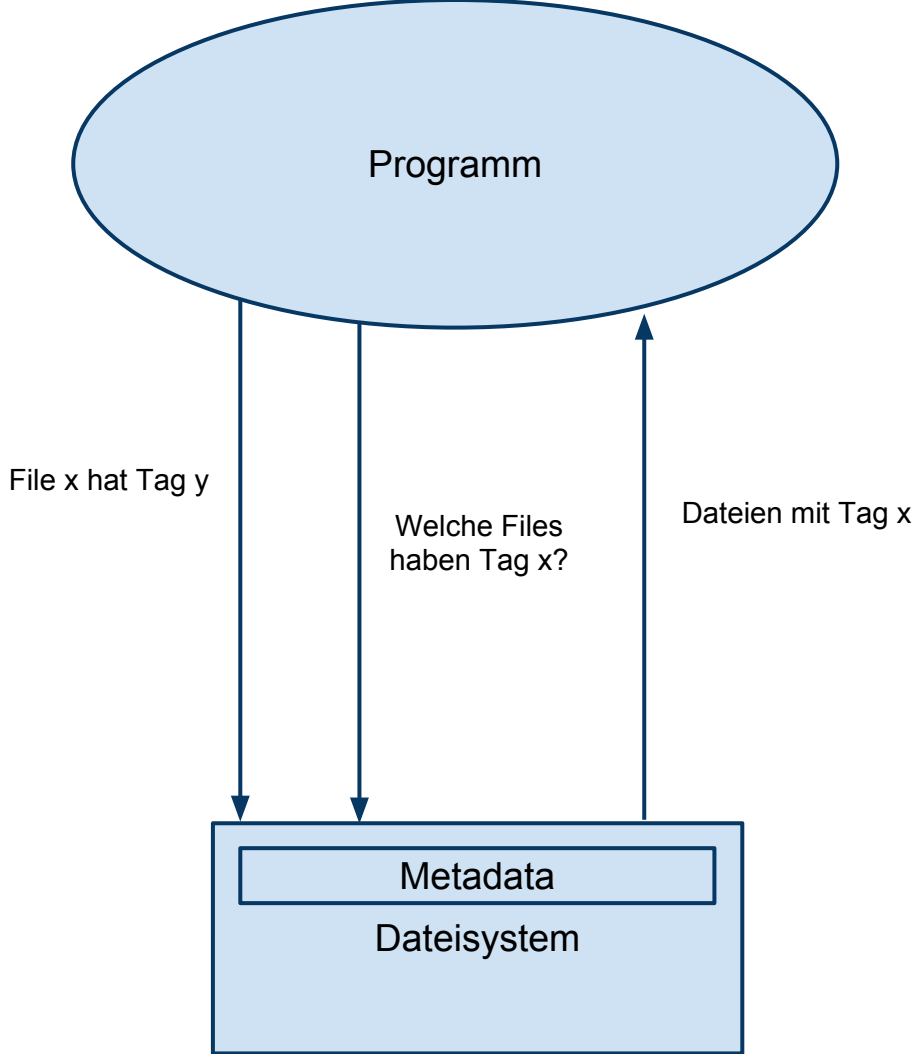 Programm
File x hat Tag y
Welche Files
haben Tag x?
Dateien mit Tag x
Metadata
Dateisystem